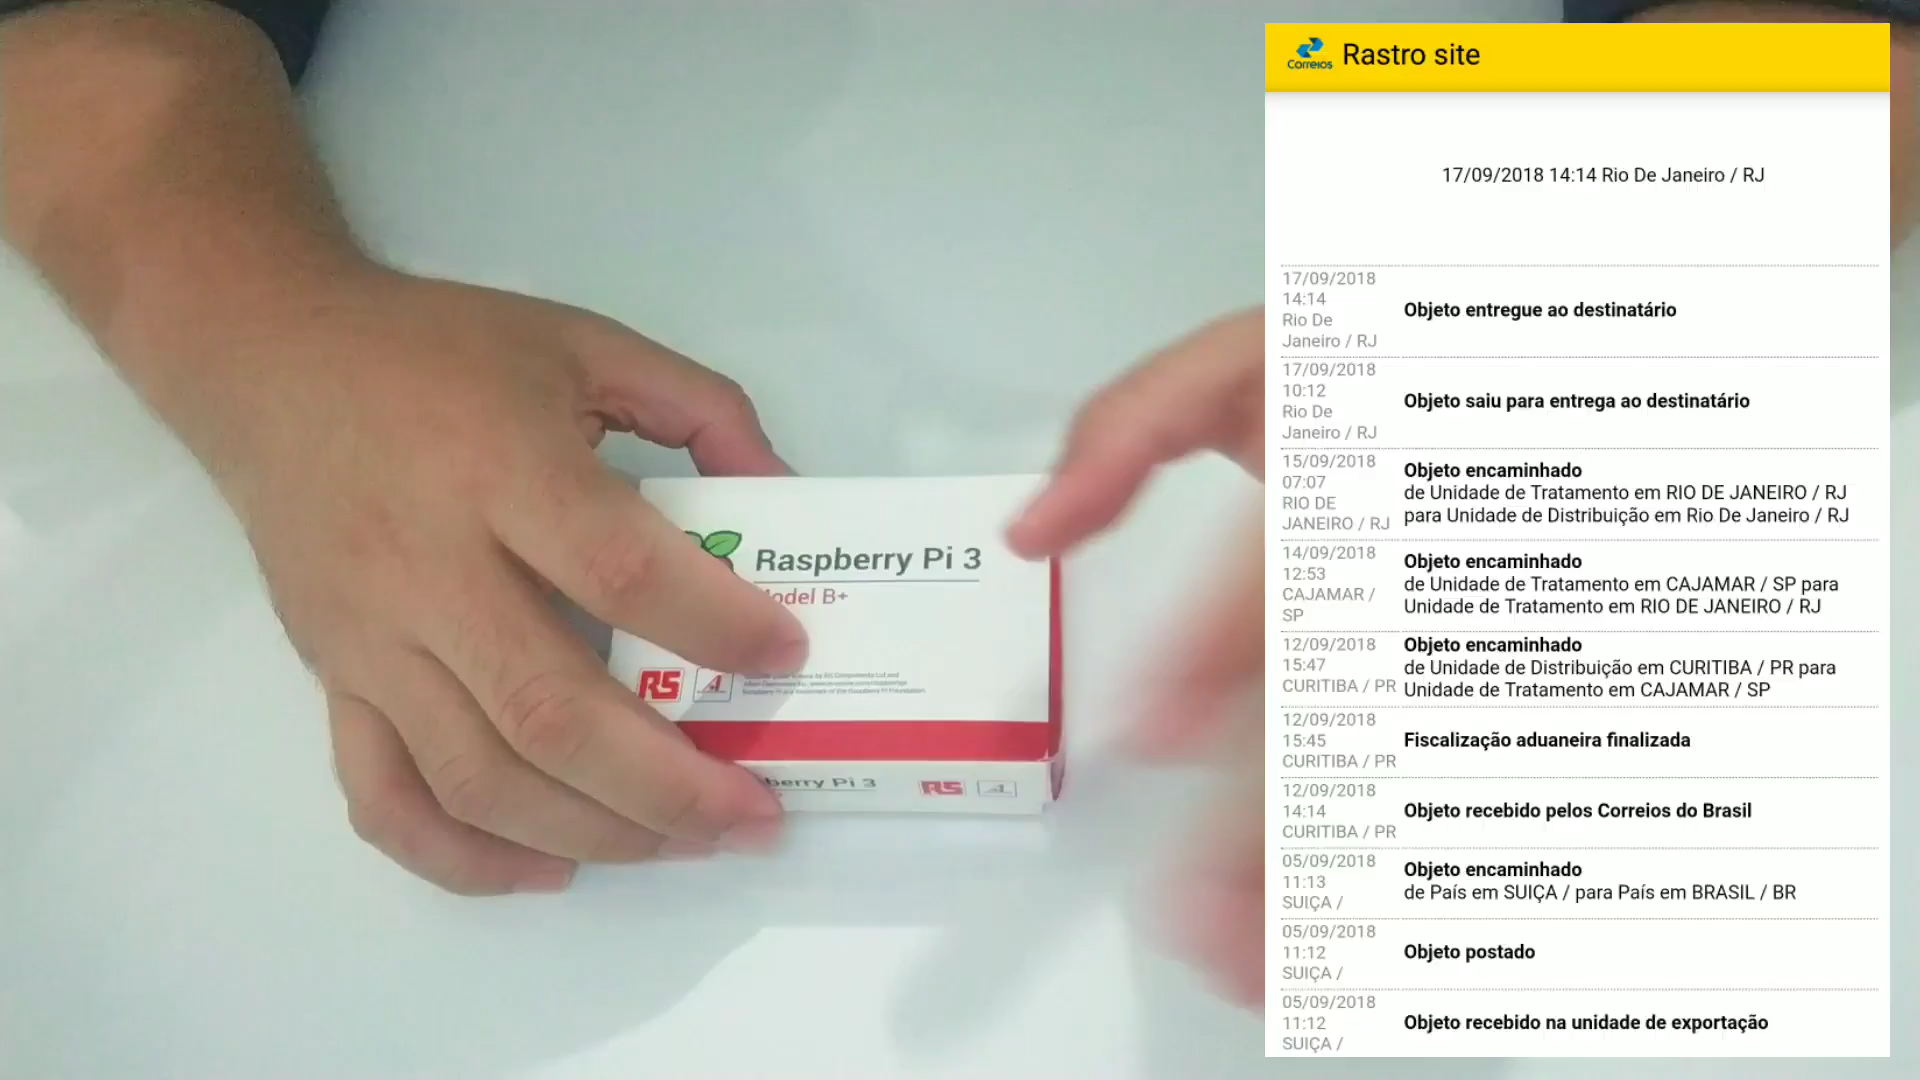 Raspberry Pi 3
Model B+
RS
berry Pi 3
RS
Correios
Rastro site
17/09/2018 14:14 Rio De Janeiro / RJ
17/09/2018
14:14
Rio De
Janeiro / RJ
Objeto entregue ao destinatário
17/09/2018
10:12
Rio De
Janeiro / RJ
Objeto saiu para entrega ao destinatário
15/09/2018
07:07
RIO DE
JANEIRO / RJ
Objeto encaminhado
de Unidade de Tratamento em RIO DE JANEIRO / RJ
para Unidade de Distribuição em Rio De Janeiro / RJ
14/09/2018
12:53
CAJAMAR /
SP
Objeto encaminhado
de Unidade de Tratamento em CAJAMAR / SP para
Unidade de Tratamento em RIO DE JANEIRO / RJ
12/09/2018
15:47
CURITIBA / PR
Objeto encaminhado
de Unidade de Distribuição em CURITIBA / PR para
Unidade de Tratamento em CAJAMAR / SP
12/09/2018
15:45
CURITIBA / PR
Fiscalização aduaneira finalizada
12/09/2018
14:14
CURITIBA / PR
Objeto recebido pelos Correios do Brasil
05/09/2018
11:13
SUIÇA /
Objeto encaminhado
de País em SUIÇA / para País em BRASIL / BR
05/09/2018
11:12
SUIÇA /
Objeto postado
05/09/2018
11:12
SUIÇA /
Objeto recebido na unidade de exportação